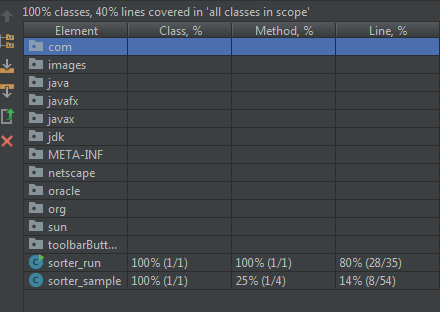 100% classes, 40% lines covered in 'all classes in scope'
Element Class, % Method, % Line, %
com
images
java
javafx
javax
jdk
META-INF
netscape
oracle
org
sun
toolbarButt...
sorter_run 100% (1/1) 100% (1/1) 80% (28/35)
sorter_sample 100% (1/1) 25% (1/4) 14% (8/54)